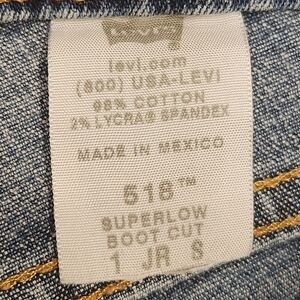 Levi's
levi.com
(800) USA-LEVI
98% COTTON
2% LYCRA® SPANDEX
MADE IN MEXICO
518™
SUPERLOW
BOOT CUT
1 JR S